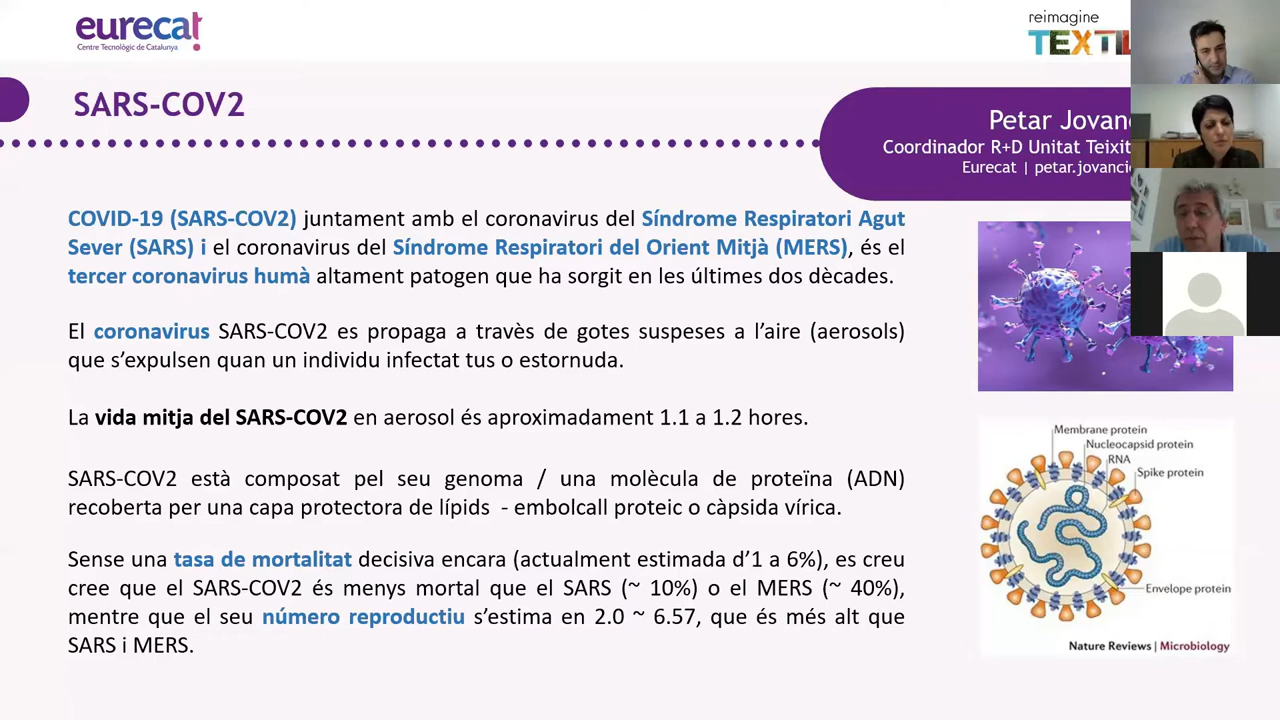 eurecat
Centre Tecnològic de Catalunya
reimagine
TEXTIL
SARS-COV2
Petar Jovanc
Coordinador R+D Unitat Teixit
Eurecat | petar.jovancic
COVID-19 (SARS-COV2) juntament amb el coronavirus del Síndrome Respiratori Agut
Sever (SARS) i el coronavirus del Síndrome Respiratori del Orient Mitjà (MERS), és el
tercer coronavirus humà altament patogen que ha sorgit en les últimes dos dècades.
El coronavirus SARS-COV2 es propaga a travès de gotes suspeses a l’aire (aerosols)
que s’expulsen quan un individu infectat tus o estornuda.
La vida mitja del SARS-COV2 en aerosol és aproximadament 1.1 a 1.2 hores.
SARS-COV2 està composat pel seu genoma / una molècula de proteïna (ADN)
recoberta per una capa protectora de lípids - embolcall proteic o càpsida vírica.
Sense una tasa de mortalitat decisiva encara (actualment estimada d’1 a 6%), es creu
cree que el SARS-COV2 és menys mortal que el SARS (~ 10%) o el MERS (~ 40%),
mentre que el seu número reproductiu s’estima en 2.0 ~ 6.57, que és més alt que
SARS i MERS.
Membrane protein
Nucleocapsid protein
RNA
Spike protein
Envelope protein
Nature Reviews | Microbiology